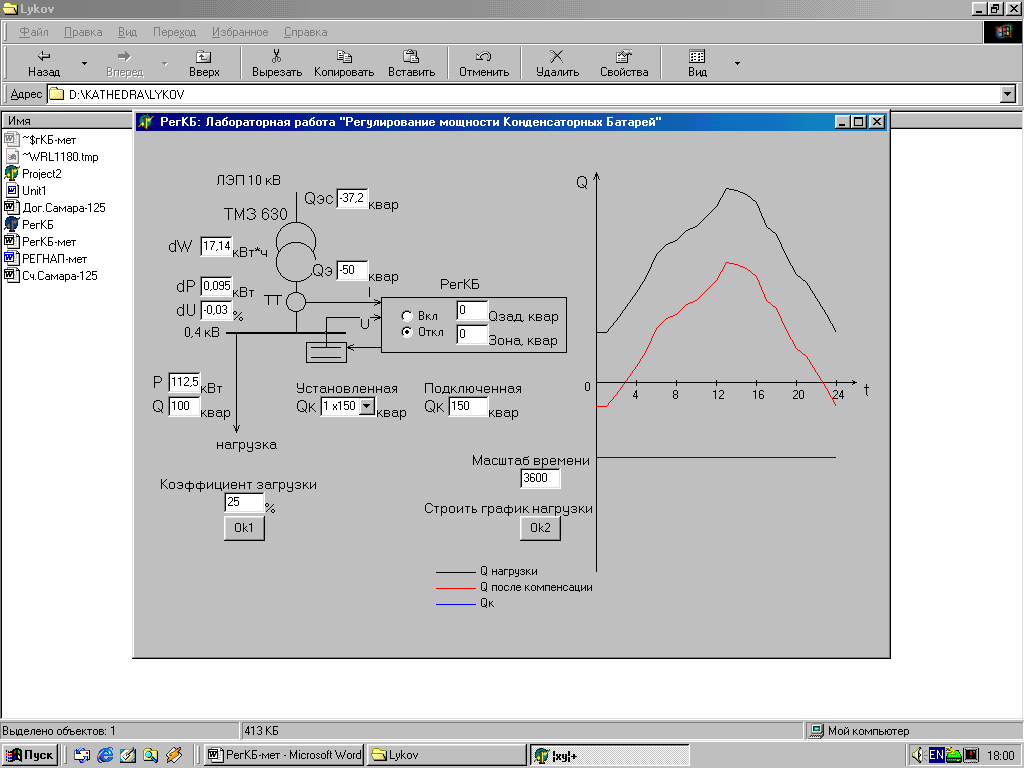 Lykov
Файл Правка Вид Переход Избранное Справка
Назад Вперед Вверх Вырезать Копировать Вставить Отменить Удалить Свойства Вид
Адрес D:\KATHEDRA\LYKOV
Имя
~$rКБ-мет
~WRL1180.tmp
Project2
Unit1
Дог.Самара-125
РегКБ
РегКБ-мет
РЕГНАП-мет
Сч.Самара-125
РегКБ: Лабораторная работа "Регулирование мощности Конденсаторных Батарей"
ЛЭП 10 кВ
Qэс -37,2 квар
ТМЗ 630
dW 17,14 кВт*ч
Qэ -50 квар
dP 0,095 кВт
ТТ
I
РегКБ
dU -0,03 %
Вкл 0 Qзад, квар
U
Откл 0 Зона, квар
0,4 кВ
P 112,5 кВт
Q 100 квар
Установленная
Qк 1 x150 квар
Подключенная
Qк 150 квар
нагрузка
Масштаб времени
3600
Коэффициент загрузки
25 %
Ok1
Строить график нагрузки
Ok2
Q нагрузки
Q после компенсации
Qк
Q
0 4 8 12 16 20 24 t
Выделено объектов: 1 413 КБ Мой компьютер
Пуск РегКБ-мет - Microsoft Word Lykov ¦xy¦+ EN 18:00